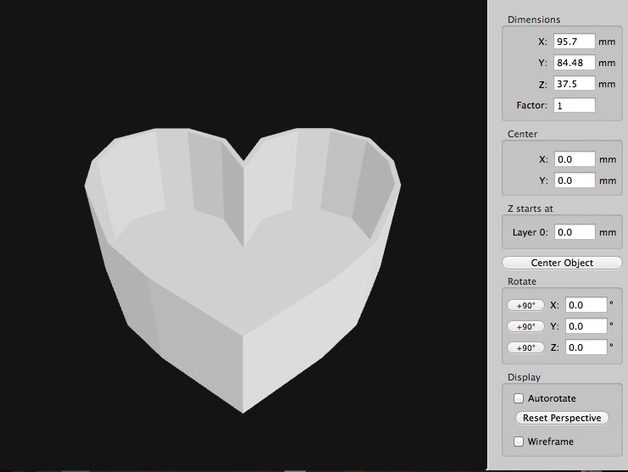 Dimensions
X: 95.7 mm
Y: 84.48 mm
Z: 37.5 mm
Factor: 1
Center
X: 0.0 mm
Y: 0.0 mm
Z starts at
Layer 0: 0.0 mm
Center Object
Rotate
+90° X: 0.0 °
+90° Y: 0.0 °
+90° Z: 0.0 °
Display
Autorotate
Reset Perspective
Wireframe